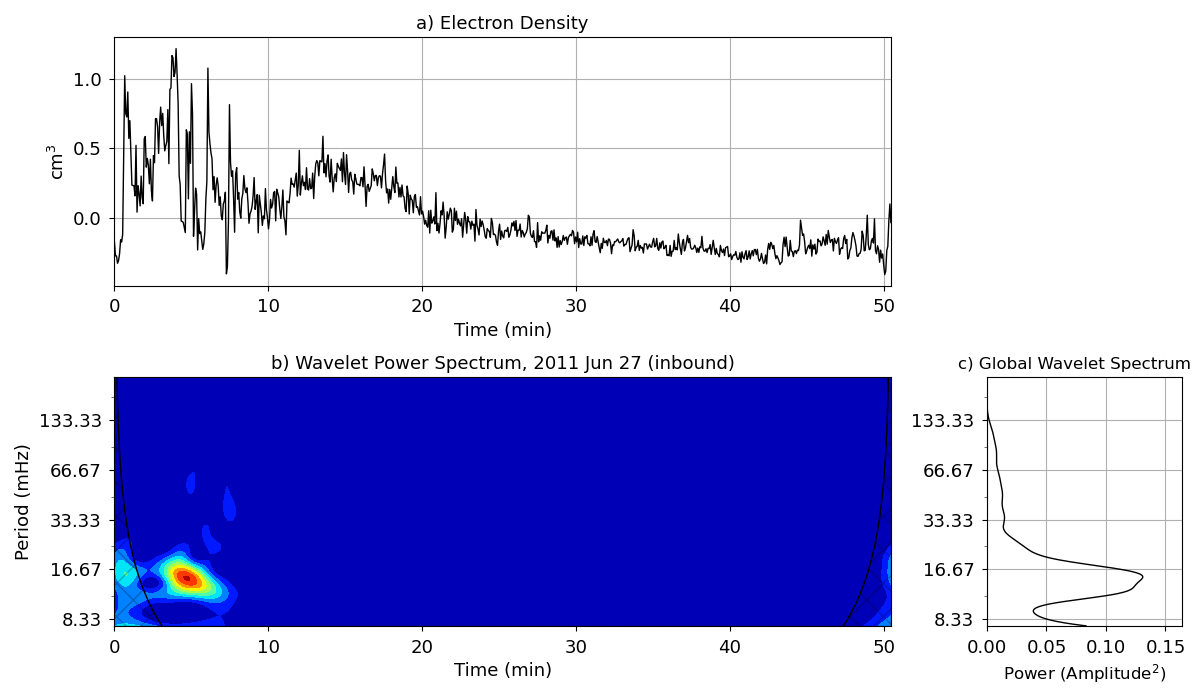 a) Electron Density
cm³
1.0
0.5
0.0
0 10 20 30 40 50
Time (min)
b) Wavelet Power Spectrum, 2011 Jun 27 (inbound)
Period (mHz)
133.33
66.67
33.33
16.67
8.33
0 10 20 30 40 50
Time (min)
c) Global Wavelet Spectrum
133.33
66.67
33.33
16.67
8.33
0.00 0.05 0.10 0.15
Power (Amplitude²)